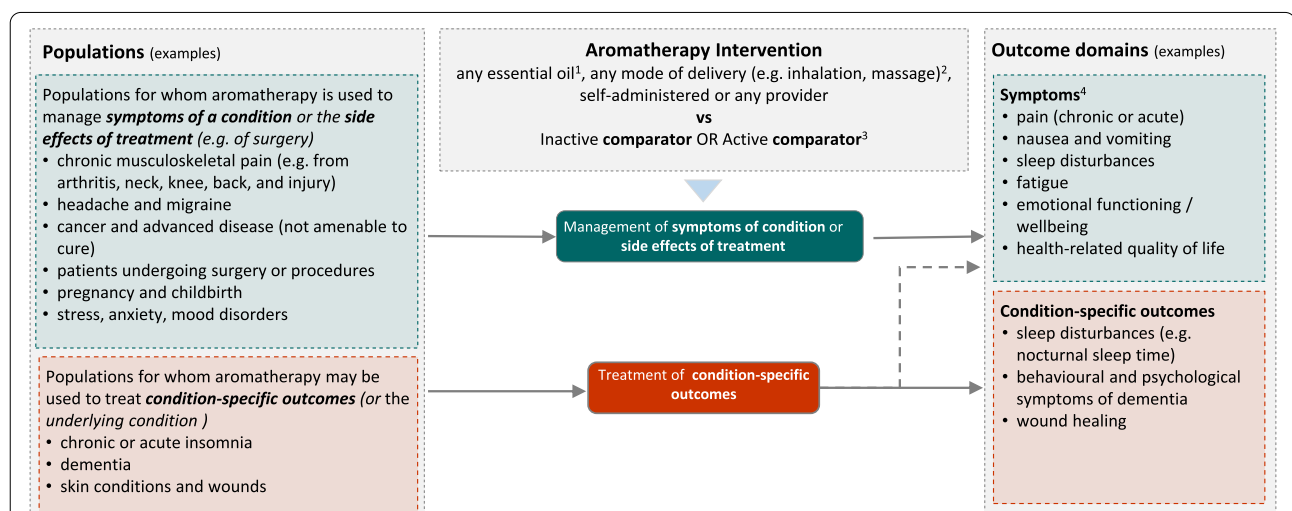 Populations (examples)
Populations for whom aromatherapy is used to
manage symptoms of a condition or the side
effects of treatment (e.g. of surgery)
• chronic musculoskeletal pain (e.g. from
arthritis, neck, knee, back, and injury)
• headache and migraine
• cancer and advanced disease (not amenable to
cure)
• patients undergoing surgery or procedures
• pregnancy and childbirth
• stress, anxiety, mood disorders
Populations for whom aromatherapy may be
used to treat condition-specific outcomes (or the
underlying condition )
• chronic or acute insomnia
• dementia
• skin conditions and wounds
Aromatherapy Intervention
any essential oil¹, any mode of delivery (e.g. inhalation, massage)²,
self-administered or any provider
vs
Inactive comparator OR Active comparator³
Management of symptoms of condition or
side effects of treatment
Treatment of condition-specific
outcomes
Outcome domains (examples)
Symptoms⁴
• pain (chronic or acute)
• nausea and vomiting
• sleep disturbances
• fatigue
• emotional functioning /
wellbeing
• health-related quality of life
Condition-specific outcomes
• sleep disturbances (e.g.
nocturnal sleep time)
• behavioural and psychological
symptoms of dementia
• wound healing